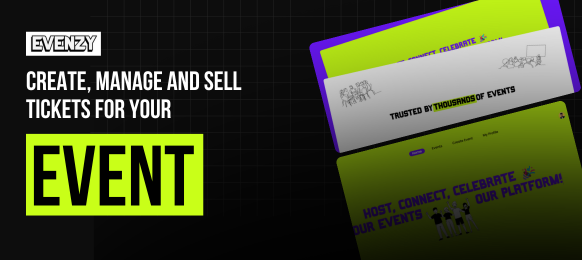 EVENZY
CREATE, MANAGE AND SELL
TICKETS FOR YOUR
EVENT
CONNECT, CELEBRATE
TRUSTED BY THOUSANDS OF EVENTS
HOST, CONNECT, CELEBRATE
OUR EVENTS OUR PLATFORM!